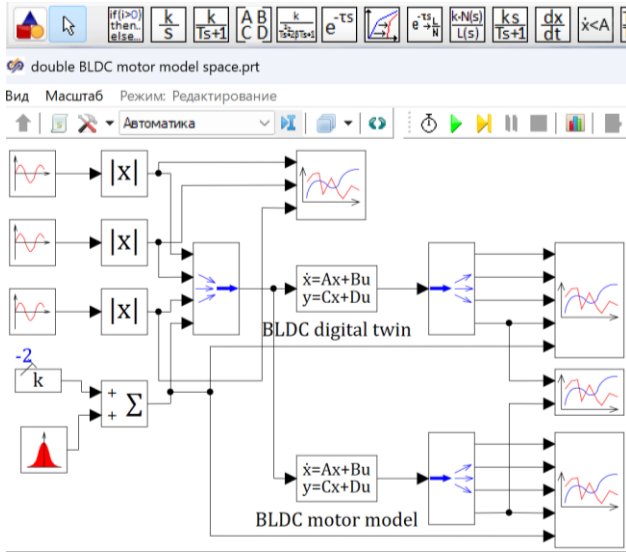 if(i>0)
then..
else...
k
S
k
Ts+1
A B
C D
k
e⁻ᵗˢ
k·N(s)
L(s)
ks
Ts+1
dx
dt
ẋ<A
double BLDC motor model space.prt
Вид Масштаб Режим: Редактирование
Автоматика
|x|
|x|
ẋ=Ax+Bu
y=Cx+Du
|x|
BLDC digital twin
-2
k
+
+
Σ
ẋ=Ax+Bu
y=Cx+Du
BLDC motor model